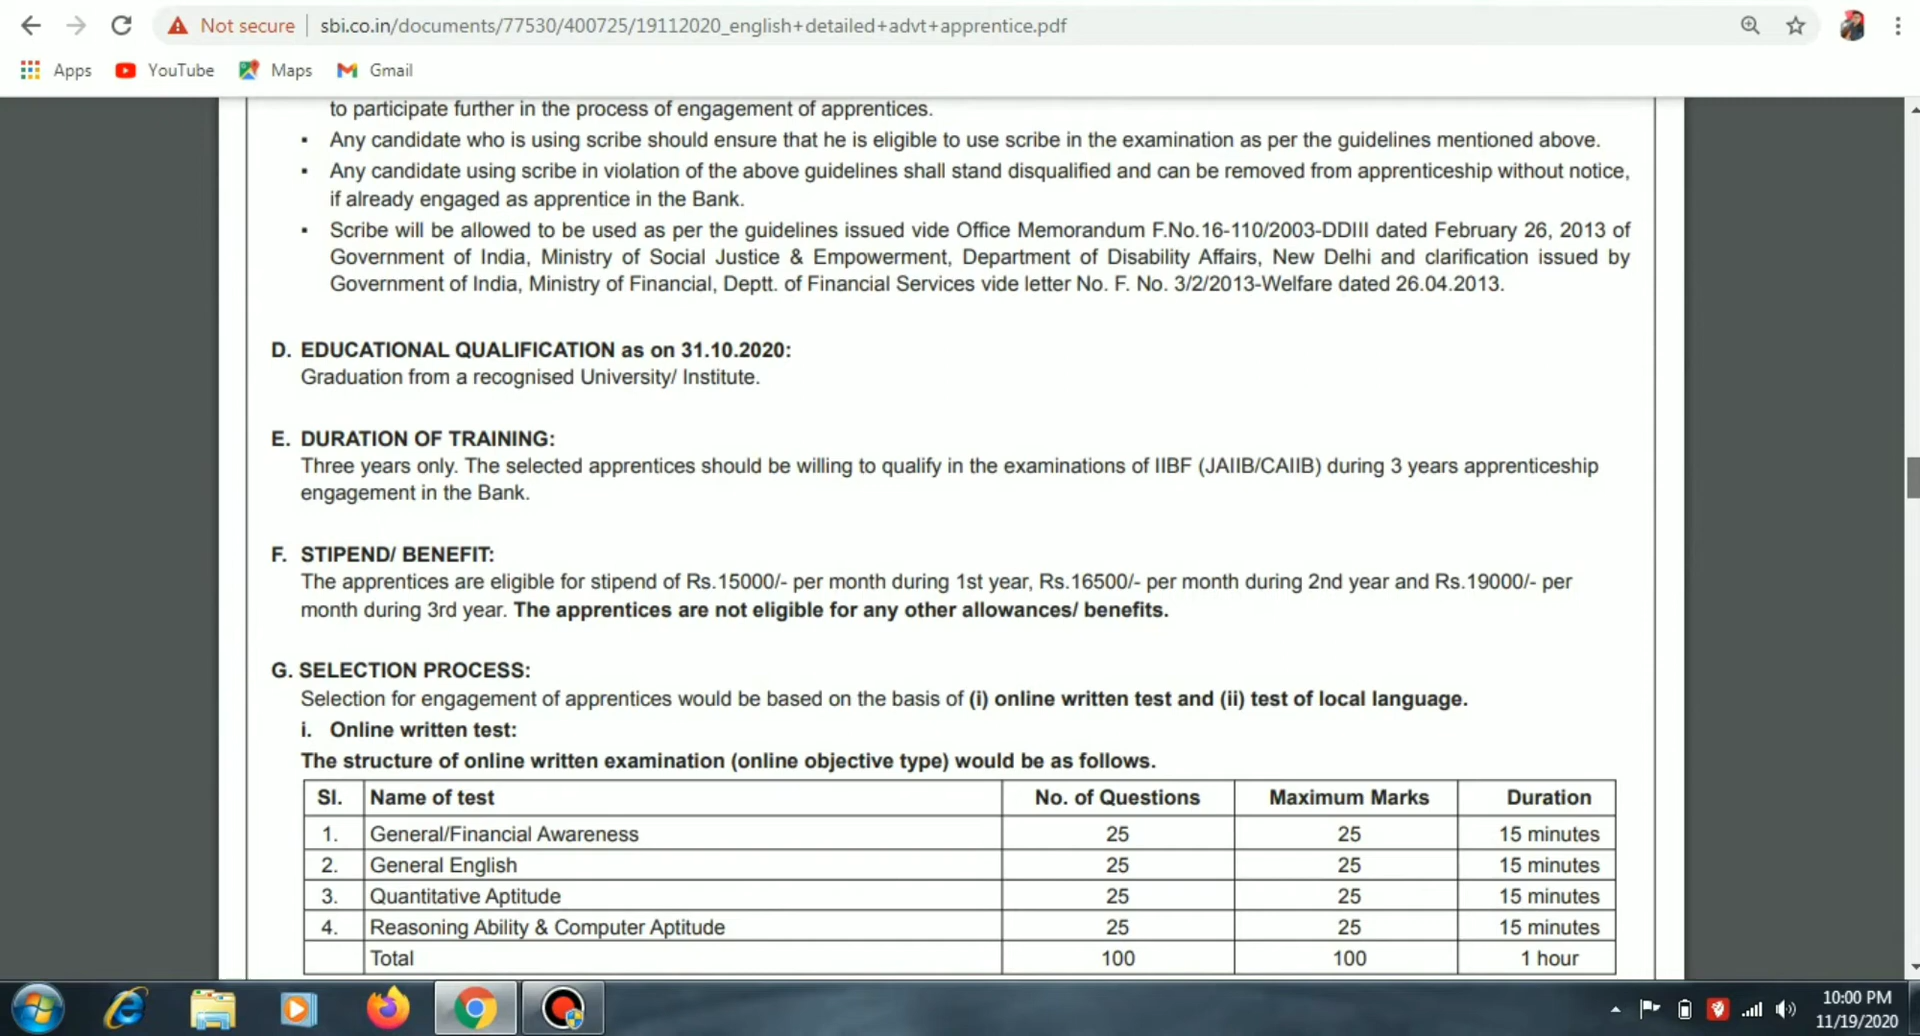 Not secure | sbi.co.in/documents/77530/400725/19112020_english+detailed+advt+apprentice.pdf
Apps YouTube Maps Gmail
to participate further in the process of engagement of apprentices.
▪ Any candidate who is using scribe should ensure that he is eligible to use scribe in the examination as per the guidelines mentioned above.
▪ Any candidate using scribe in violation of the above guidelines shall stand disqualified and can be removed from apprenticeship without notice,
if already engaged as apprentice in the Bank.
▪ Scribe will be allowed to be used as per the guidelines issued vide Office Memorandum F.No.16-110/2003-DDIII dated February 26, 2013 of
Government of India, Ministry of Social Justice & Empowerment, Department of Disability Affairs, New Delhi and clarification issued by
Government of India, Ministry of Financial, Deptt. of Financial Services vide letter No. F. No. 3/2/2013-Welfare dated 26.04.2013.
D. EDUCATIONAL QUALIFICATION as on 31.10.2020:
Graduation from a recognised University/ Institute.
E. DURATION OF TRAINING:
Three years only. The selected apprentices should be willing to qualify in the examinations of IIBF (JAIIB/CAIIB) during 3 years apprenticeship
engagement in the Bank.
F. STIPEND/ BENEFIT:
The apprentices are eligible for stipend of Rs.15000/- per month during 1st year, Rs.16500/- per month during 2nd year and Rs.19000/- per
month during 3rd year. The apprentices are not eligible for any other allowances/ benefits.
G. SELECTION PROCESS:
Selection for engagement of apprentices would be based on the basis of (i) online written test and (ii) test of local language.
i. Online written test:
The structure of online written examination (online objective type) would be as follows.
Sl. Name of test No. of Questions Maximum Marks Duration
1. General/Financial Awareness 25 25 15 minutes
2. General English 25 25 15 minutes
3. Quantitative Aptitude 25 25 15 minutes
4. Reasoning Ability & Computer Aptitude 25 25 15 minutes
Total 100 100 1 hour
10:00 PM
11/19/2020